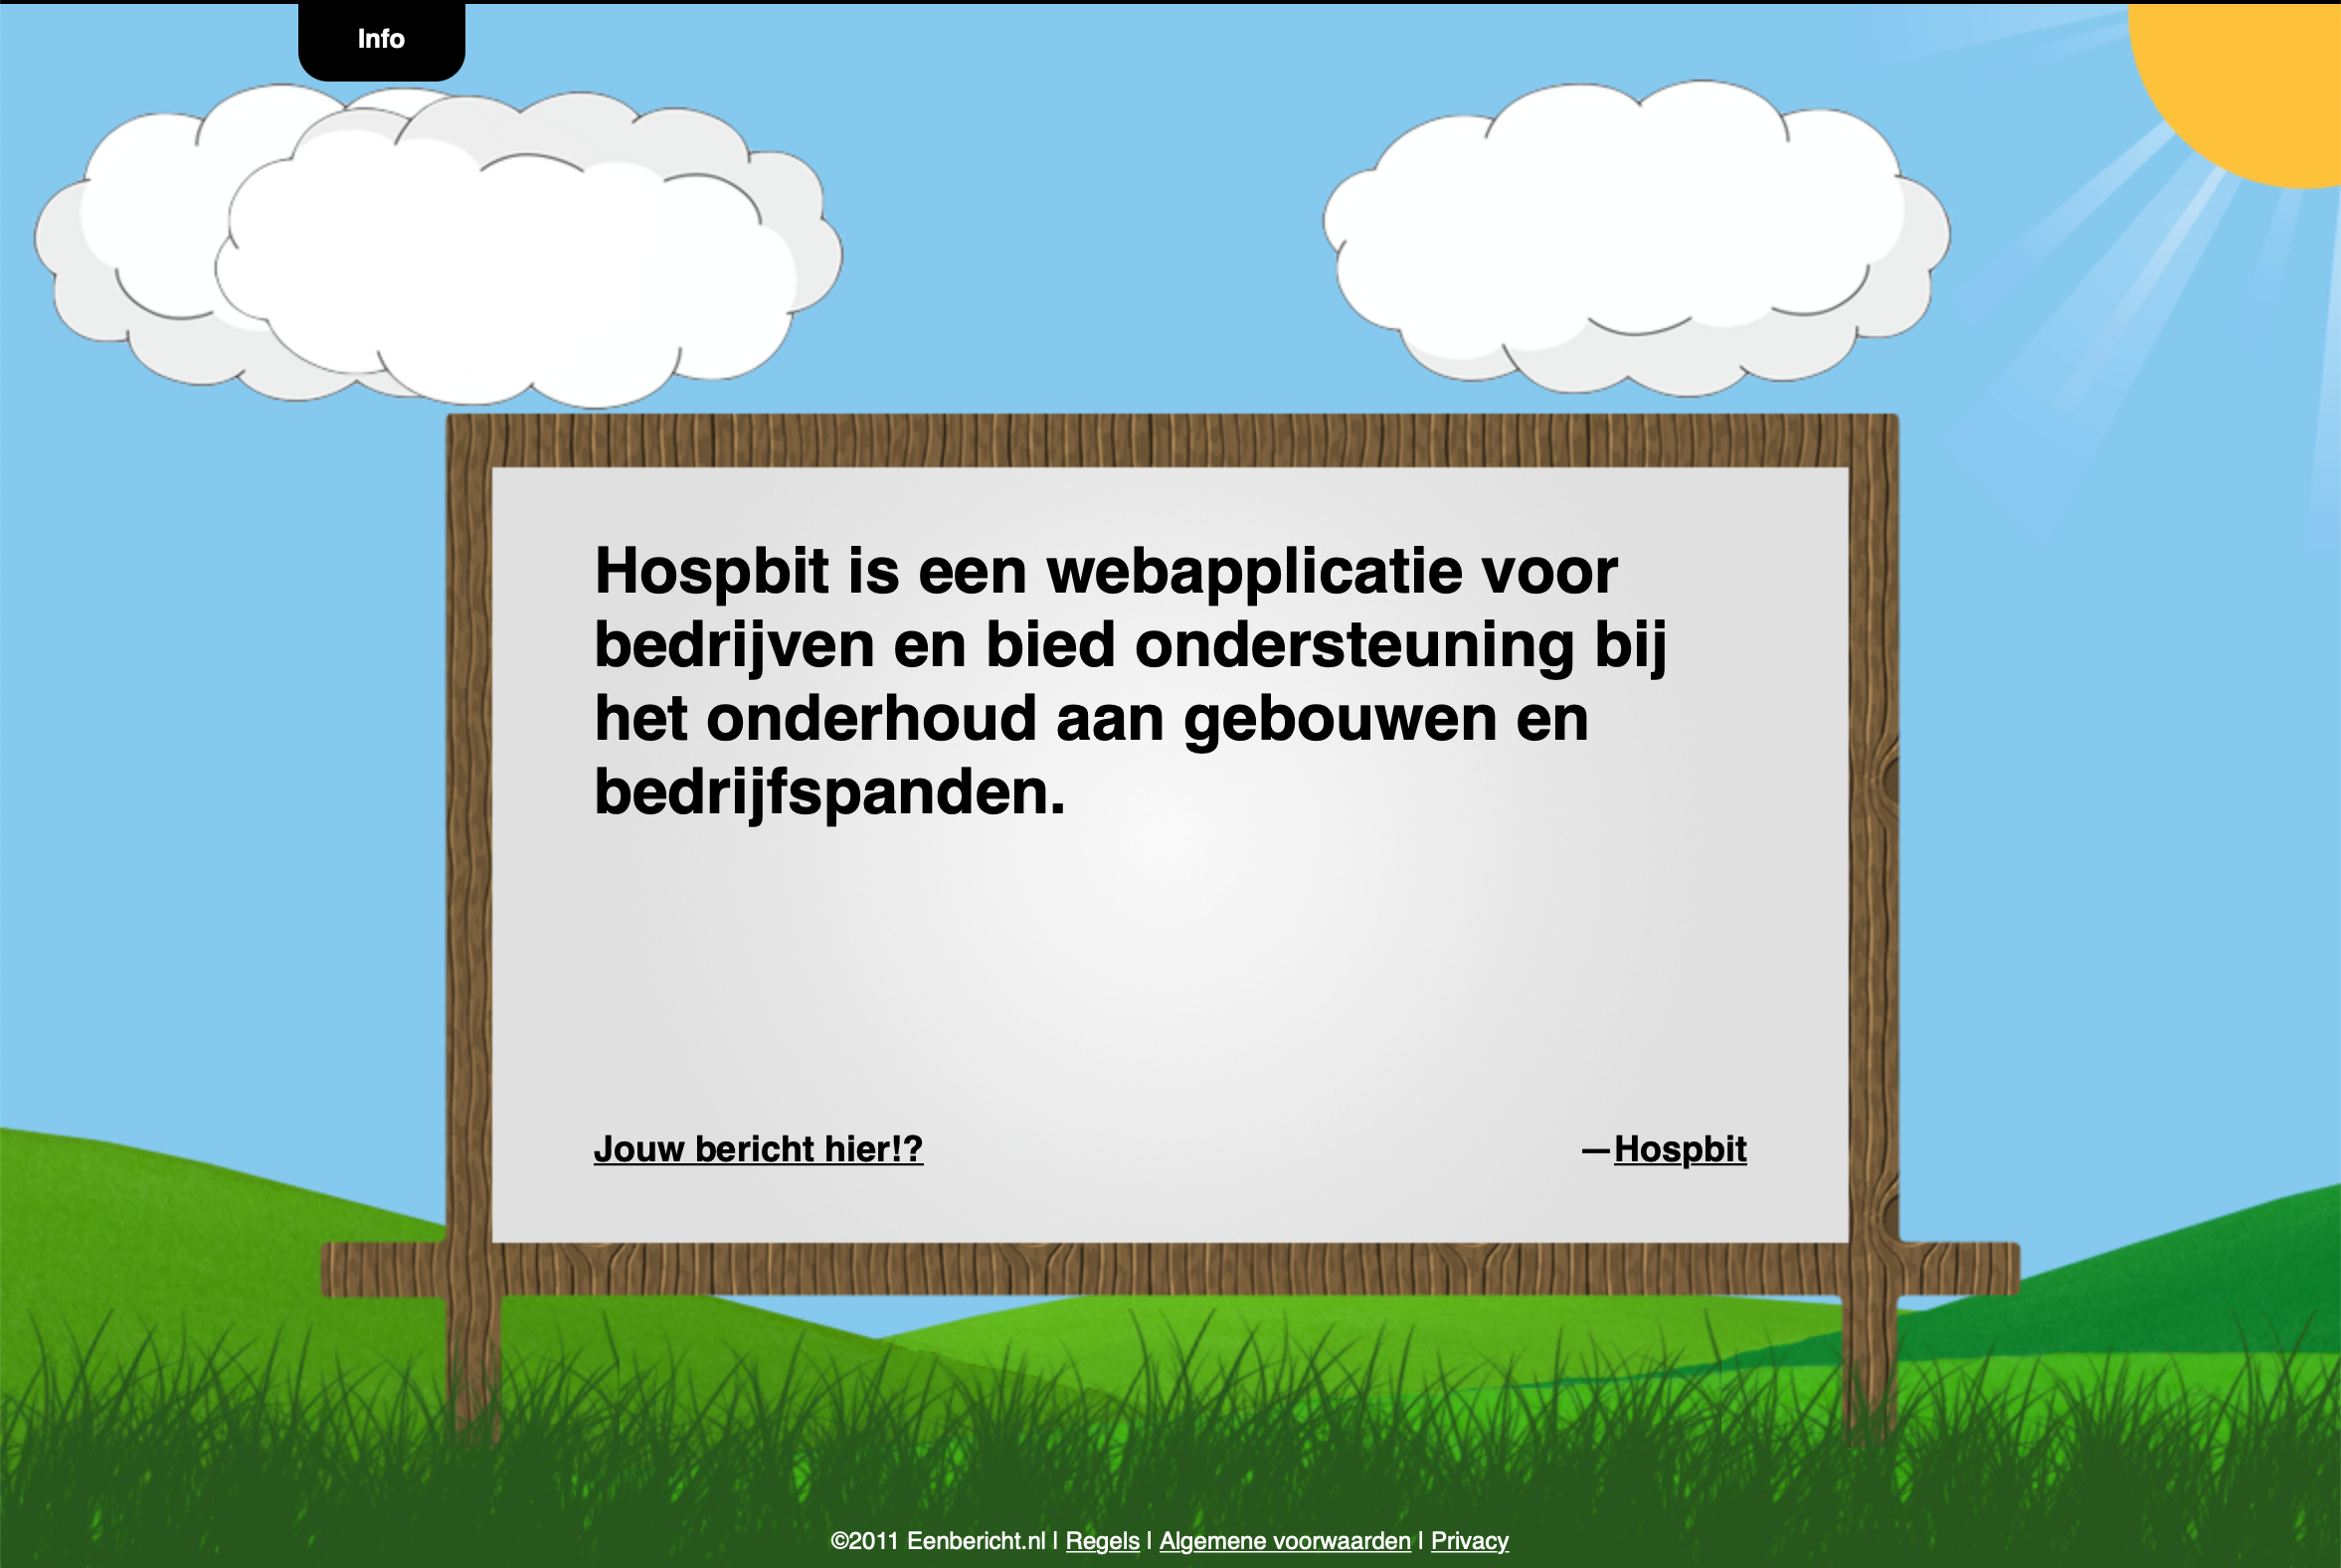 Info
Hospbit is een webapplicatie voor
bedrijven en bied ondersteuning bij
het onderhoud aan gebouwen en
bedrijfspanden.
Jouw bericht hier!? —Hospbit
©2011 Eenbericht.nl | Regels | Algemene voorwaarden | Privacy